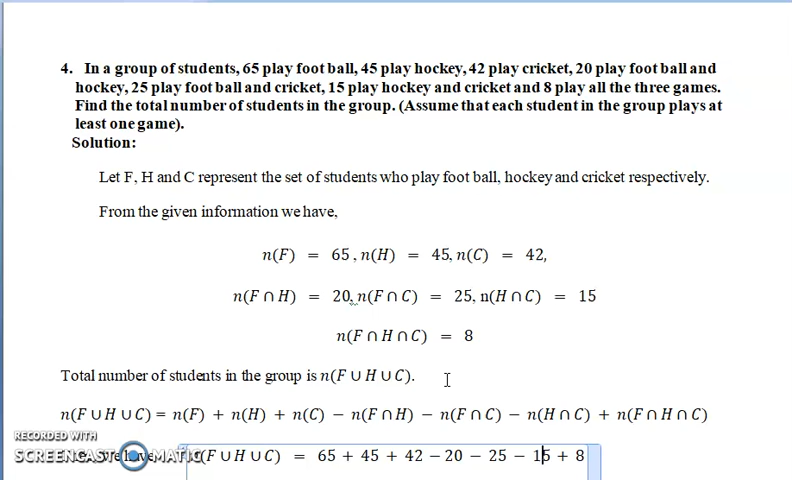 4. In a group of students, 65 play foot ball, 45 play hockey, 42 play cricket, 20 play foot ball and
hockey, 25 play foot ball and cricket, 15 play hockey and cricket and 8 play all the three games.
Find the total number of students in the group. (Assume that each student in the group plays at
least one game).
Solution:
Let F, H and C represent the set of students who play foot ball, hockey and cricket respectively.
From the given information we have,
n(F) = 65 , n(H) = 45, n(C) = 42,
n(F ∩ H) = 20, n(F ∩ C) = 25, n(H ∩ C) = 15
n(F ∩ H ∩ C) = 8
Total number of students in the group is n(F ∪ H ∪ C).
n(F ∪ H ∪ C) = n(F) + n(H) + n(C) − n(F ∩ H) − n(F ∩ C) − n(H ∩ C) + n(F ∩ H ∩ C)
RECORDED WITH
SCREENCAST-O-MATIC
(F ∪ H ∪ C) = 65 + 45 + 42 − 20 − 25 − 15 + 8